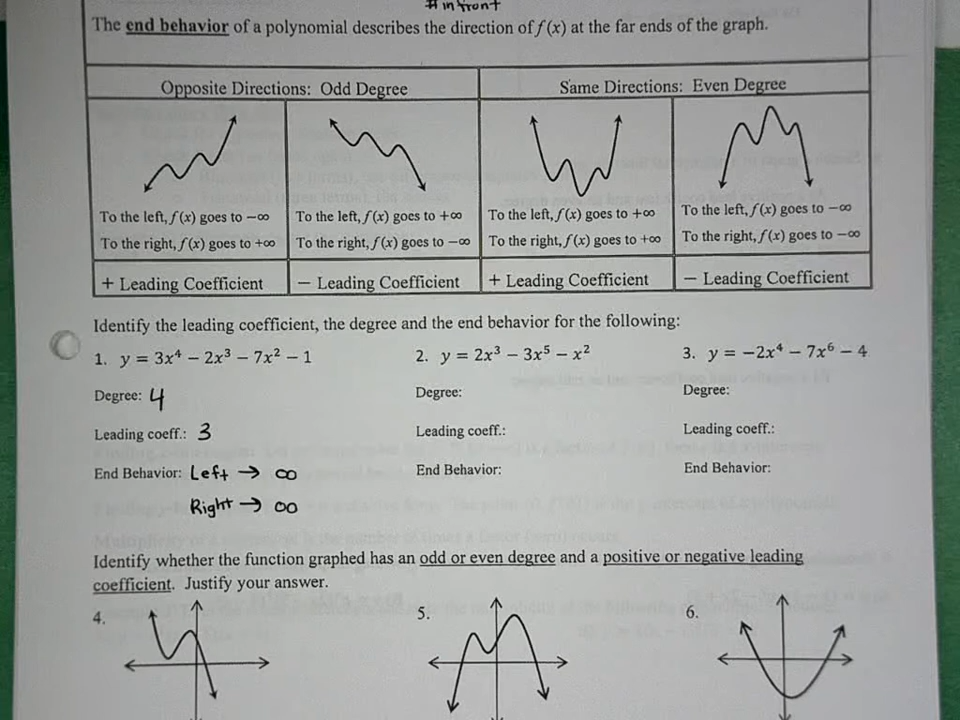 # in front
The end behavior of a polynomial describes the direction of f(x) at the far ends of the graph.
Opposite Directions: Odd Degree
Same Directions: Even Degree
To the left, f(x) goes to −∞
To the right, f(x) goes to +∞
To the left, f(x) goes to +∞
To the right, f(x) goes to −∞
To the left, f(x) goes to +∞
To the right, f(x) goes to +∞
To the left, f(x) goes to −∞
To the right, f(x) goes to −∞
+ Leading Coefficient
− Leading Coefficient
+ Leading Coefficient
− Leading Coefficient
Identify the leading coefficient, the degree and the end behavior for the following:
1. y = 3x⁴ − 2x³ − 7x² − 1
Degree: 4
Leading coeff.: 3
End Behavior: Left → ∞
Right → ∞
2. y = 2x³ − 3x⁵ − x²
Degree:
Leading coeff.:
End Behavior:
3. y = −2x⁴ − 7x⁶ − 4
Degree:
Leading coeff.:
End Behavior:
Identify whether the function graphed has an odd or even degree and a positive or negative leading
coefficient. Justify your answer.
4.
5.
6.